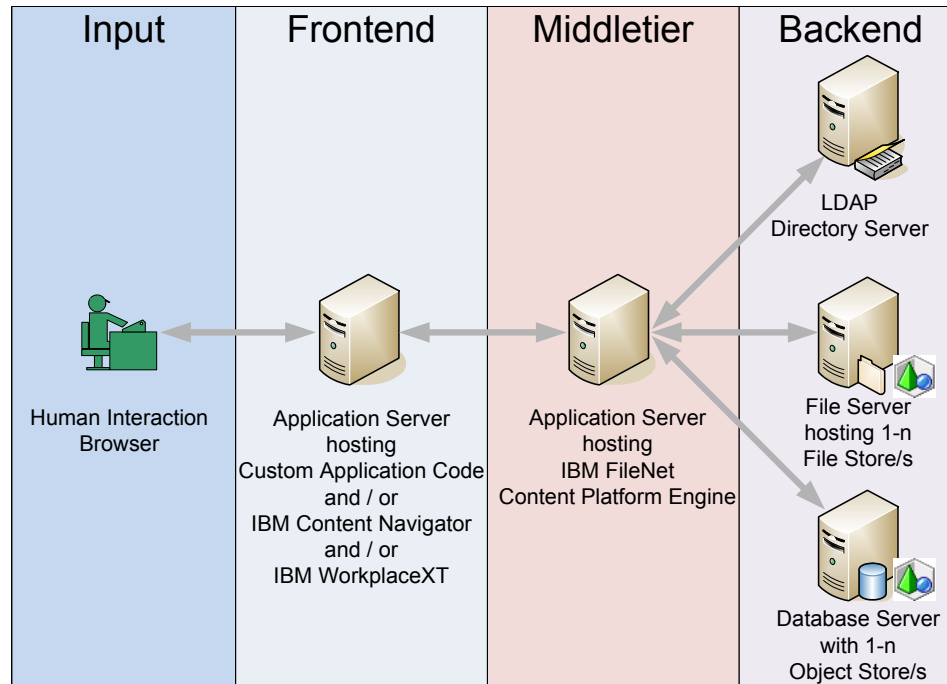 Input
Frontend
Middletier
Backend
LDAP
Directory Server
Human Interaction
Browser
Application Server
hosting
Custom Application Code
and / or
IBM Content Navigator
and / or
IBM WorkplaceXT
Application Server
hosting
IBM FileNet
Content Platform Engine
File Server
hosting 1-n
File Store/s
Database Server
with 1-n
Object Store/s